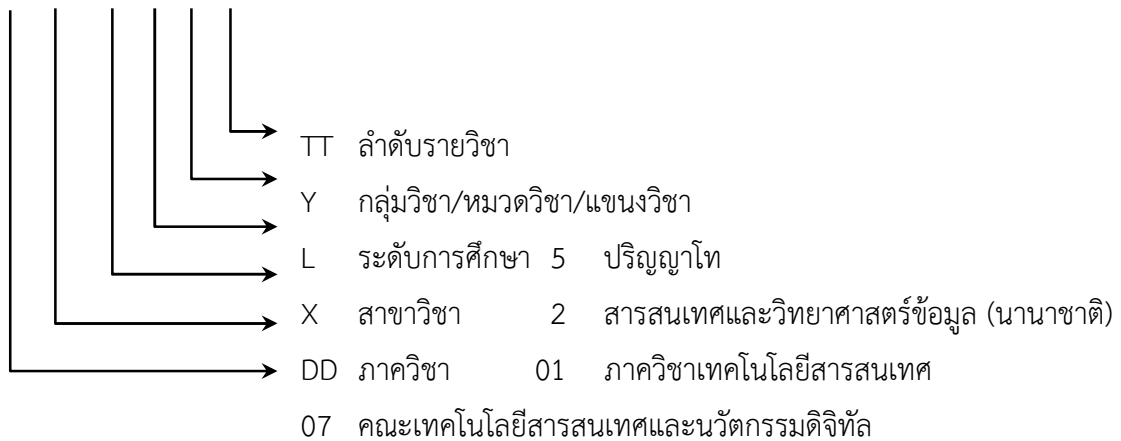 TT ลำดับรายวิชา
Y กลุ่มวิชา/หมวดวิชา/แขนงวิชา
L ระดับการศึกษา 5 ปริญญาโท
X สาขาวิชา 2 สารสนเทศและวิทยาศาสตร์ข้อมูล (นานาชาติ)
DD ภาควิชา 01 ภาควิชาเทคโนโลยีสารสนเทศ
07 คณะเทคโนโลยีสารสนเทศและนวัตกรรมดิจิทัล